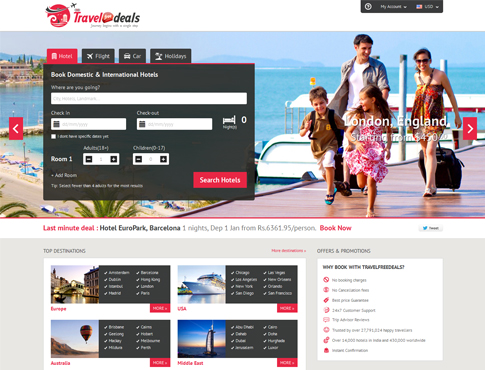 Travel deals
Journey begins with a single step
My Account
USD
Hotel
Flight
Car
Holidays
Book Domestic & International Hotels
Where are you going?
Check in
Check-out
0
Night(s)
I dont have specific dates yet
Adults(18+)
Children(0-17)
Room 1
1
0
+ Add Room
Tip: Select fewer than 4 adults for the most results
Search Hotels
London, England
Starting from $4502
Last minute deal : Hotel EuroPark, Barcelona 1 nights, Dep 1 Jan from Rs.6361.95/person. Book Now
Tweet
TOP DESTINATIONS
More destinations »
OFFERS & PROMOTIONS
Amsterdam
Barcelona
Dublin
Hong Kong
Istanbul
London
Madrid
Paris
Europe
MORE »
Chicago
Las Vegas
Los Angeles
New Orleans
New York
Orlando
San Diego
San Francisco
USA
MORE »
Brisbane
Cairns
Geelong
Hobart
Mackay
Melbourne
Mildura
Perth
Australia
MORE »
Abu Dhabi
Cairo
Dubai
Doha
Hurghada
Jerusalem
Luxor
Middle East
MORE »
WHY BOOK WITH TRAVELFREEDEALS?
No booking charges
No Cancellation Fees
Best price Guarantee
24x7 Customer Support
Trip Advisor Reviews
Trusted by over 27,791,014 happy travellers
Over 14,000 hotels in India and 450,000 worldwide
Instant Confirmation